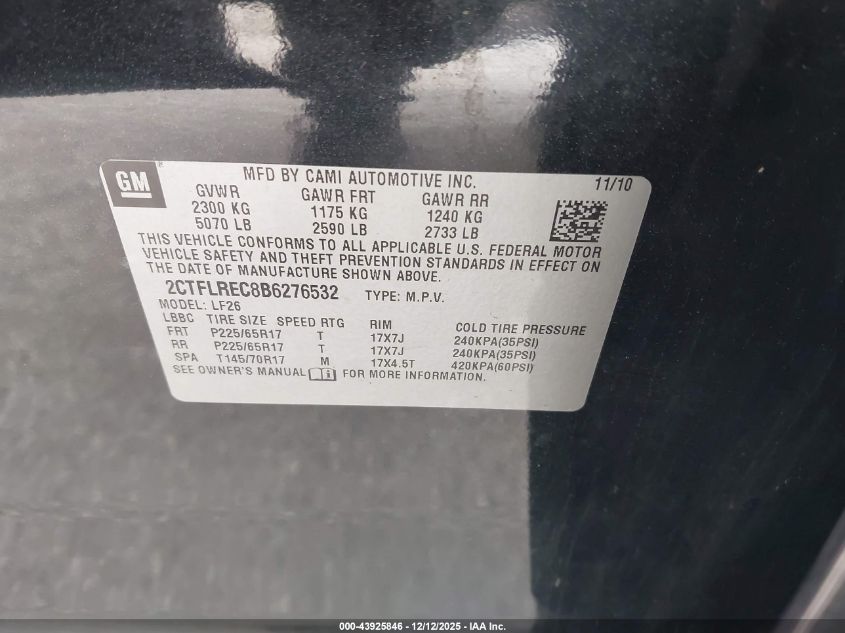 GM
MFD BY CAMI AUTOMOTIVE INC.
11/10
GVWR GAWR FRT GAWR RR
2300 KG 1175 KG 1240 KG
5070 LB 2590 LB 2733 LB
THIS VEHICLE CONFORMS TO ALL APPLICABLE U.S. FEDERAL MOTOR
VEHICLE SAFETY AND THEFT PREVENTION STANDARDS IN EFFECT ON
THE DATE OF MANUFACTURE SHOWN ABOVE.
2CTFLREC8B6276532 TYPE: M.P.V.
MODEL: LF26
LBBC TIRE SIZE SPEED RTG RIM COLD TIRE PRESSURE
FRT P225/65R17 T 17X7J 240KPA(35PSI)
RR P225/65R17 T 17X7J 240KPA(35PSI)
SPA T145/70R17 M 17X4.5T 420KPA(60PSI)
SEE OWNER'S MANUAL FOR MORE INFORMATION.
000-43925846 - 12/12/2025 - IAA Inc.